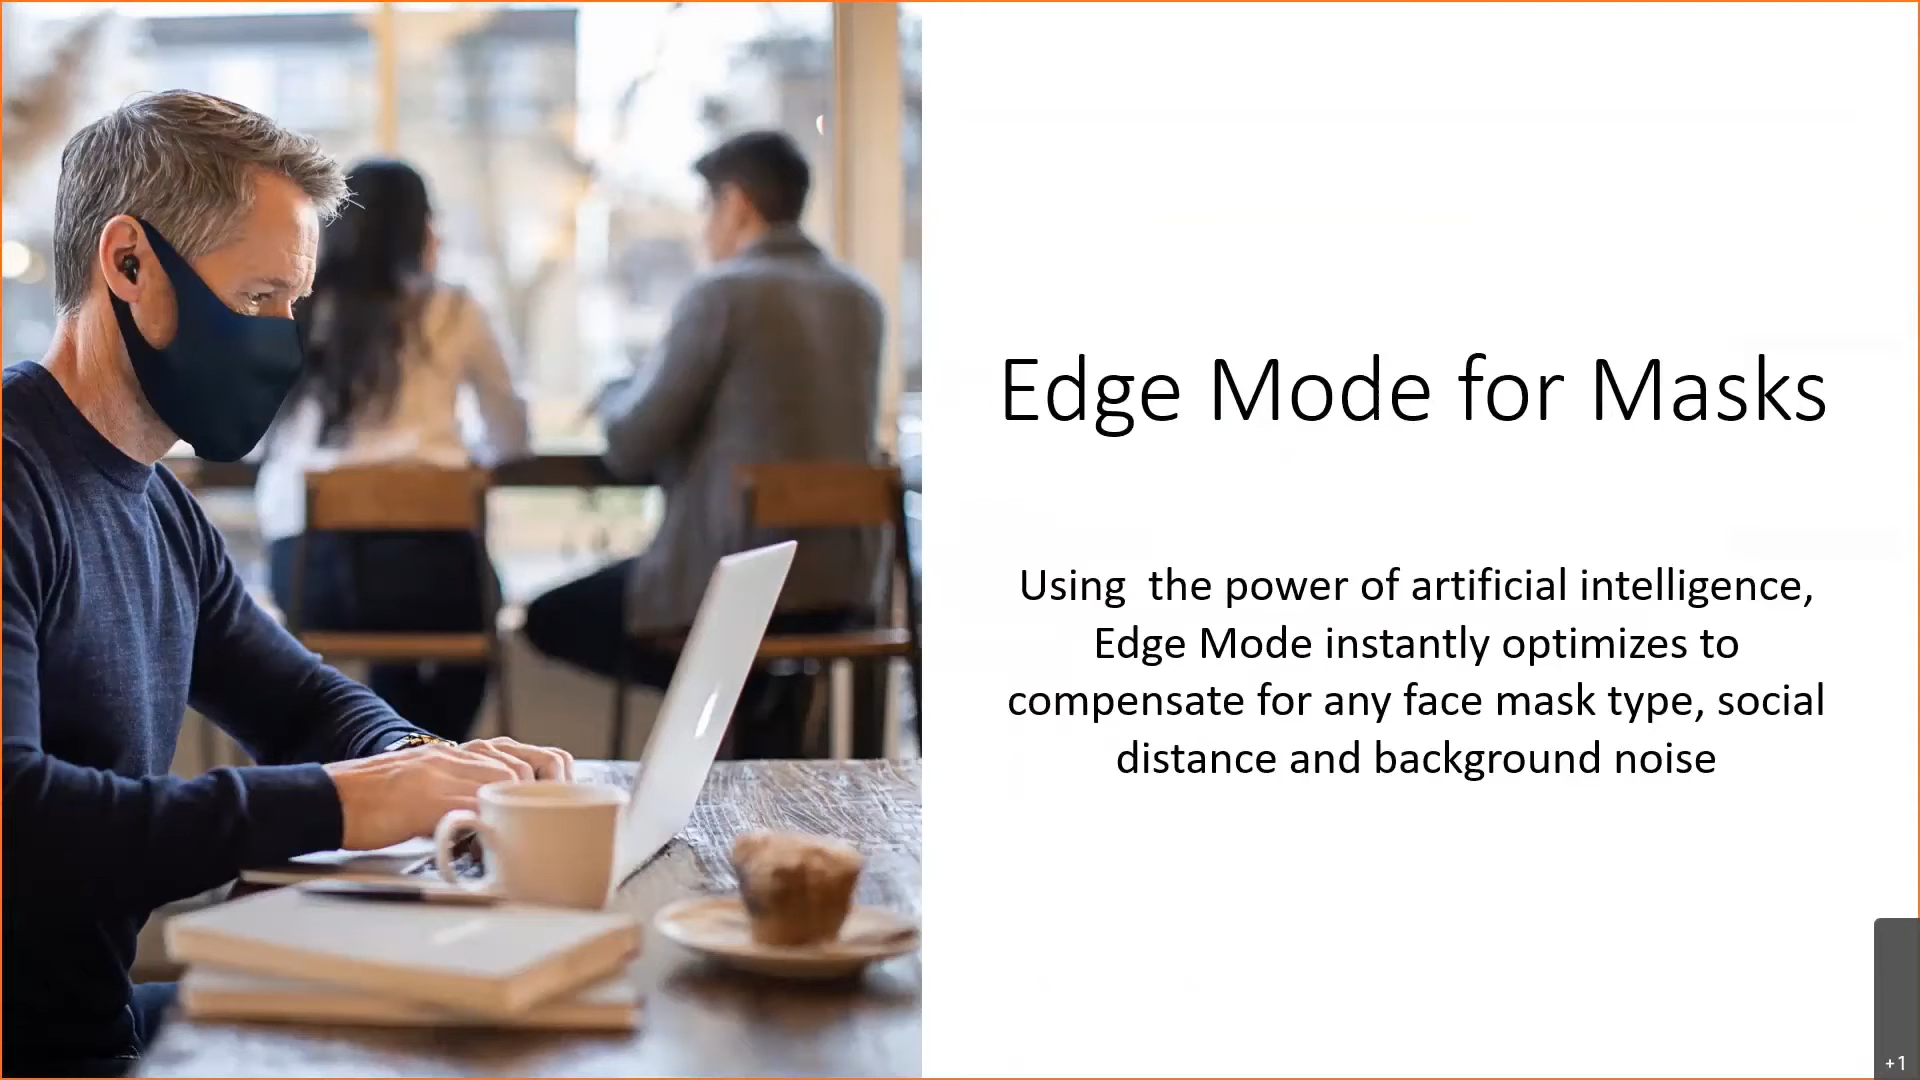 Edge Mode for Masks
Using  the power of artificial intelligence,
Edge Mode instantly optimizes to
compensate for any face mask type, social
distance and background noise
+1